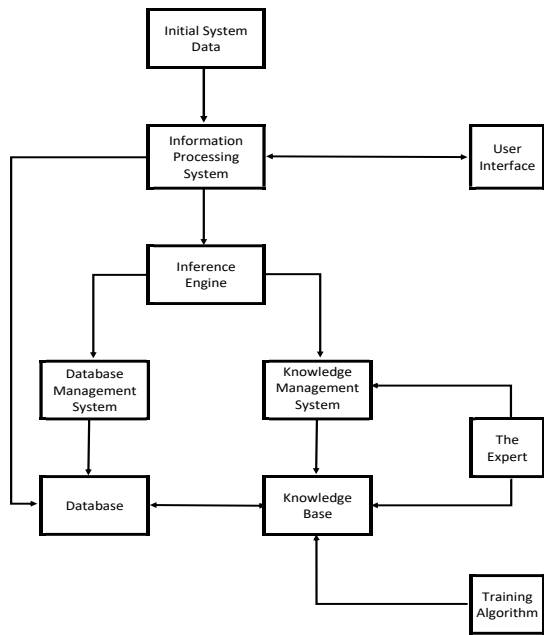 Initial System
Data
Information
Processing
System
User
Interface
Inference
Engine
Database
Management
System
Knowledge
Management
System
The
Expert
Database
Knowledge
Base
Training
Algorithm